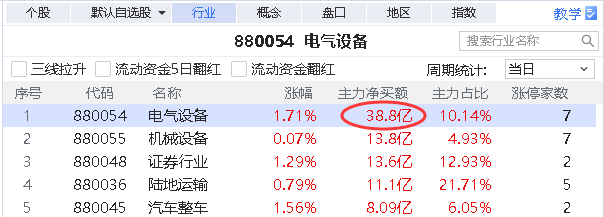 个股 默认自选股 行业 概念 盘口 地区 指数 教学
880054 电气设备 搜索行业名称
三线拉升 流动资金5日翻红 流动资金翻红 周期统计： 当日
序号 代码 名称 涨幅 主力净买额 主力占比 涨停家数
1 880054 电气设备 1.71% 38.8亿 10.14% 7
2 880055 机械设备 0.07% 13.8亿 4.93% 7
3 880048 证券行业 1.29% 13.6亿 12.93% 2
4 880036 陆地运输 0.79% 11.1亿 21.71% 5
5 880045 汽车整车 1.56% 8.09亿 6.05% 2